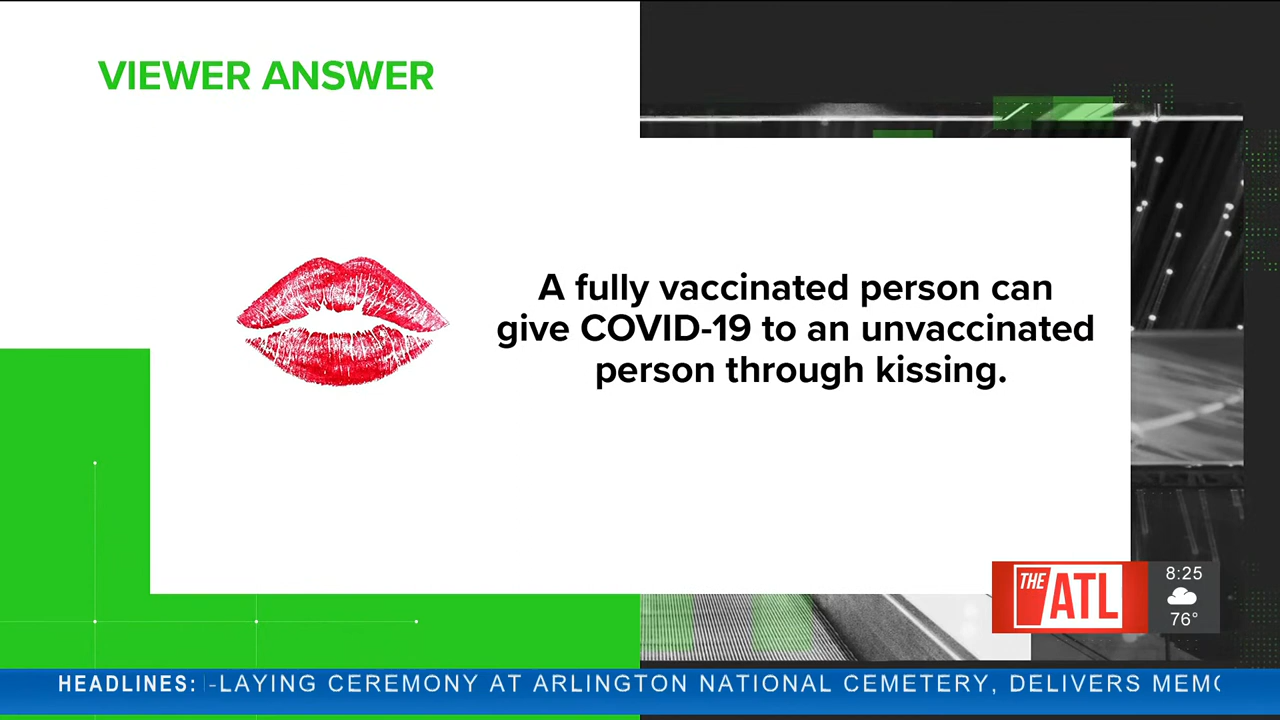 VIEWER ANSWER
A fully vaccinated person can
give COVID-19 to an unvaccinated
person through kissing.
THE ATL
8:25
76°
HEADLINES: -LAYING CEREMONY AT ARLINGTON NATIONAL CEMETERY, DELIVERS